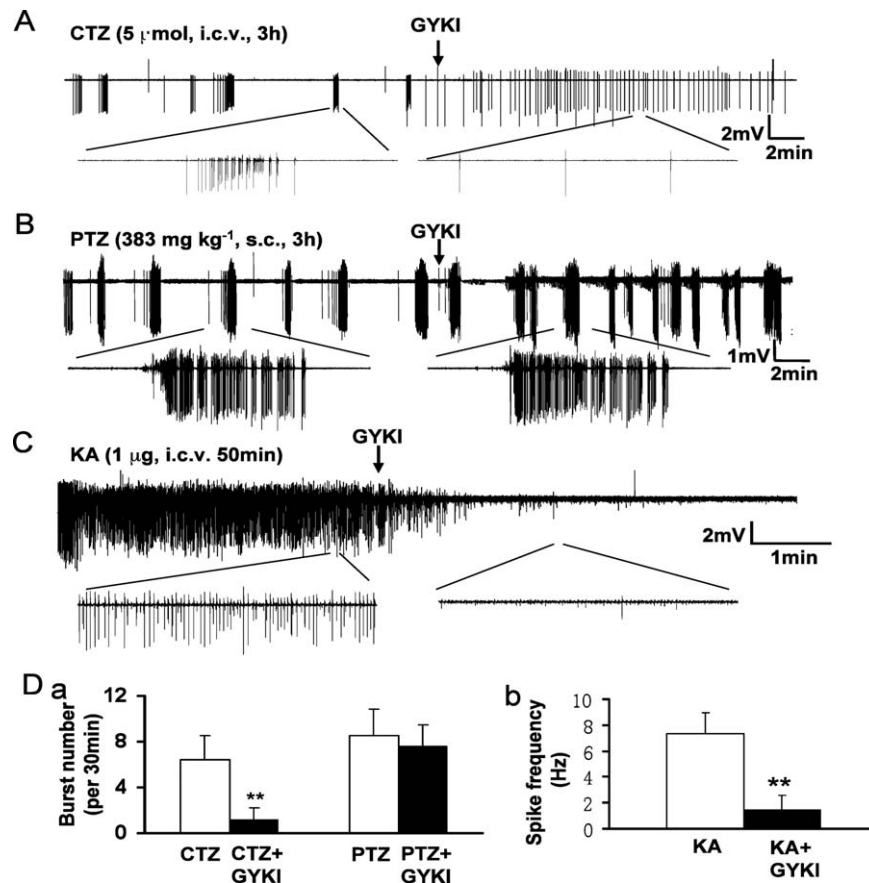 A
CTZ (5 μmol, i.c.v., 3h)
GYKI
2mV
2min
B
PTZ (383 mg kg⁻¹, s.c., 3h)
GYKI
1mV
2min
C
KA (1 μg, i.c.v. 50min)
GYKI
2mV
1min
D a
Burst number
(per 30min)
12
8
4
0
**
CTZ CTZ+ PTZ PTZ+
GYKI GYKI
b
Spike frequency
(Hz)
10
8
6
4
2
0
**
KA KA+
GYKI